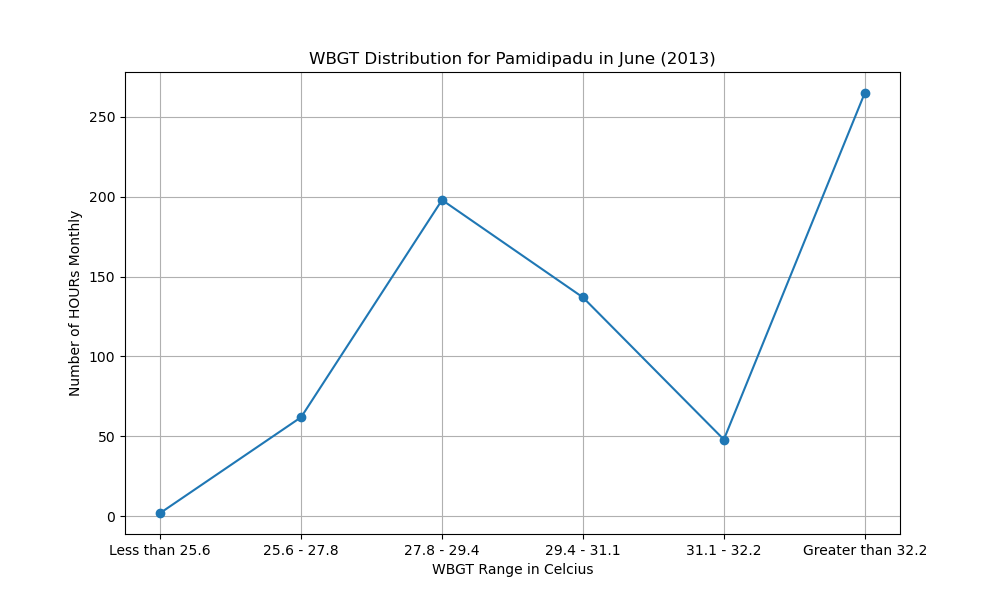 WBGT Distribution for Pamidipadu in June (2013)
Number of HOURs Monthly
250
200
150
100
50
0
Less than 25.6
25.6 - 27.8
27.8 - 29.4
29.4 - 31.1
31.1 - 32.2
Greater than 32.2
WBGT Range in Celcius